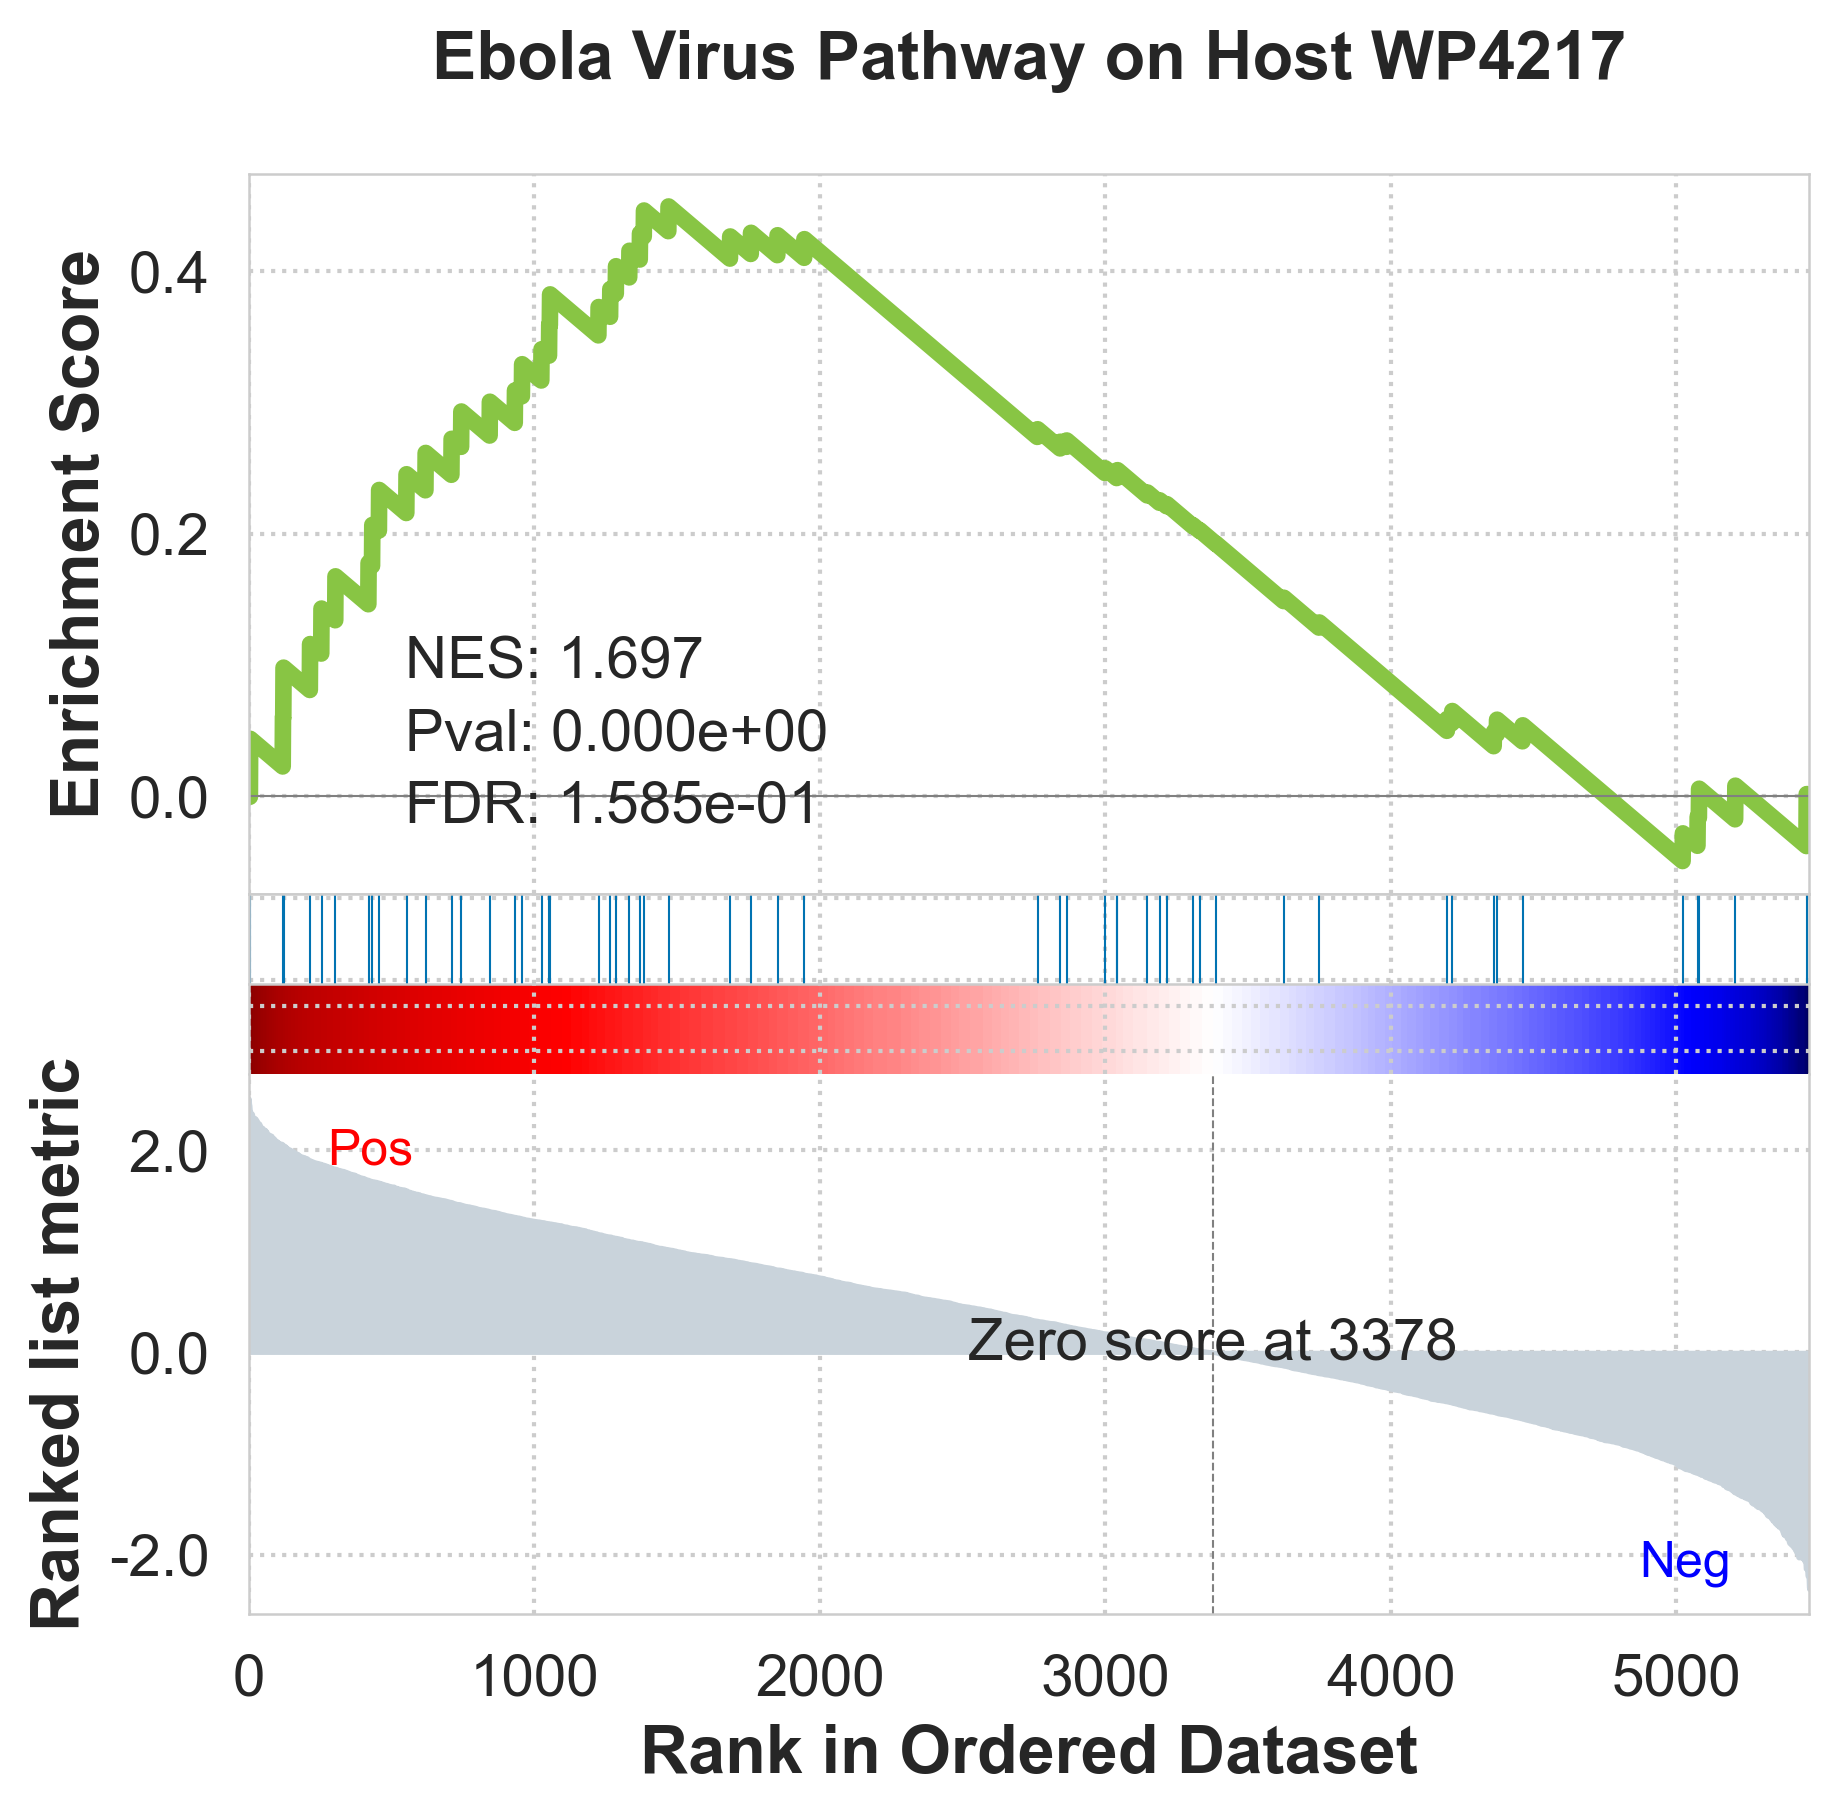 Ebola Virus Pathway on Host WP4217
Enrichment Score
0.4
0.2
0.0
NES: 1.697
Pval: 0.000e+00
FDR: 1.585e-01
Ranked list metric
2.0
0.0
-2.0
Pos
Zero score at 3378
Neg
0 1000 2000 3000 4000 5000
Rank in Ordered Dataset